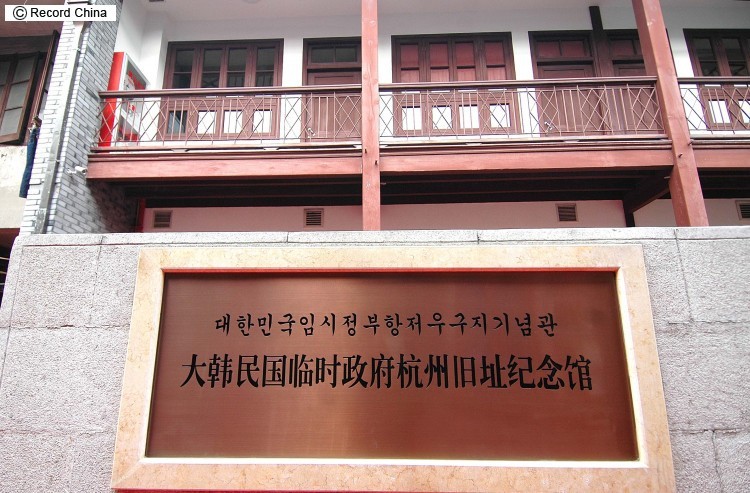 © Record China
대한민국임시정부항저우구지기념관
大韩民国临时政府杭州旧址纪念馆